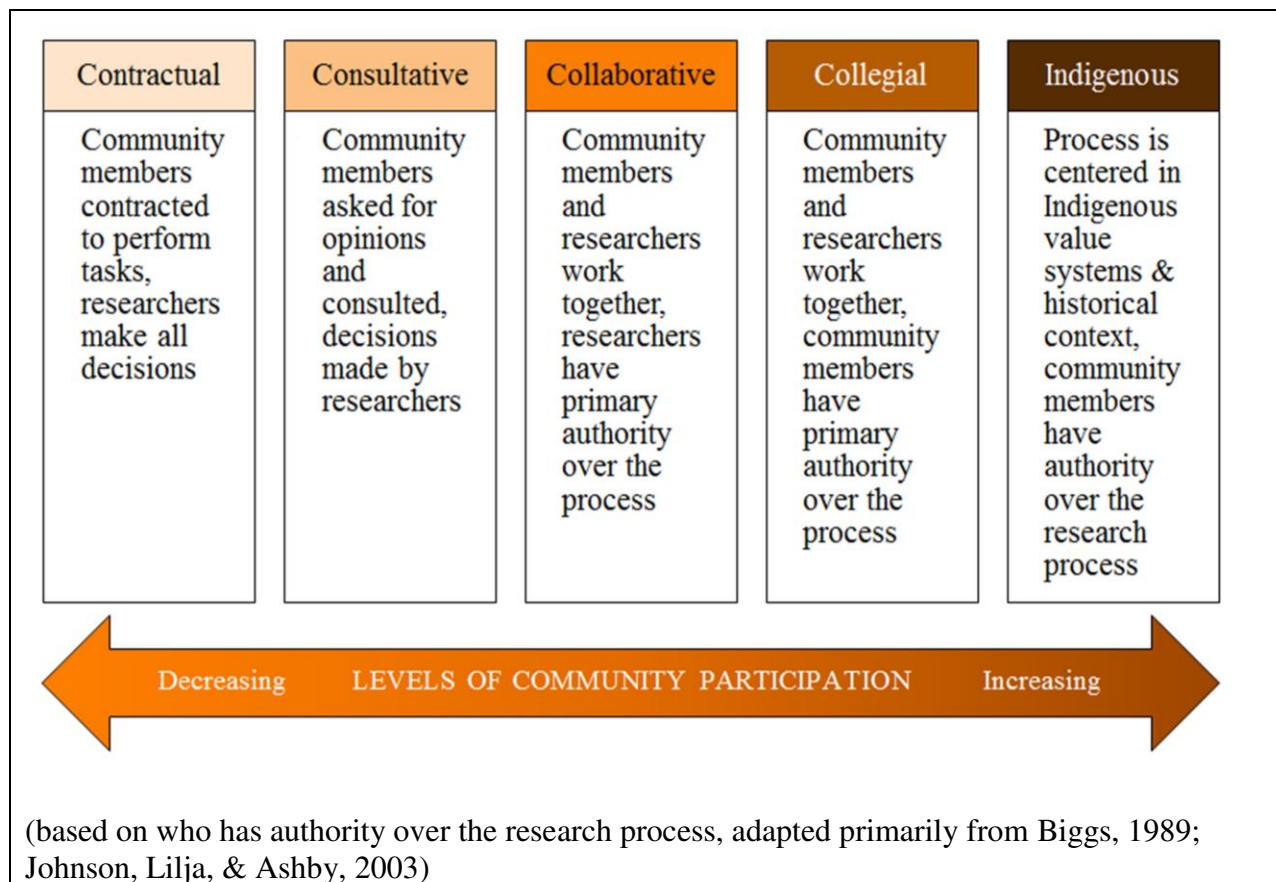 Contractual
Community
members
contracted
to perform
tasks,
researchers
make all
decisions
Consultative
Community
members
asked for
opinions
and
consulted,
decisions
made by
researchers
Collaborative
Community
members
and
researchers
work
together,
researchers
have
primary
authority
over the
process
Collegial
Community
members
and
researchers
work
together,
community
members
have
primary
authority
over the
process
Indigenous
Process is
centered in
Indigenous
value
systems &
historical
context,
community
members
have
authority
over the
research
process
Decreasing LEVELS OF COMMUNITY PARTICIPATION Increasing
(based on who has authority over the research process, adapted primarily from Biggs, 1989;
Johnson, Lilja, & Ashby, 2003)